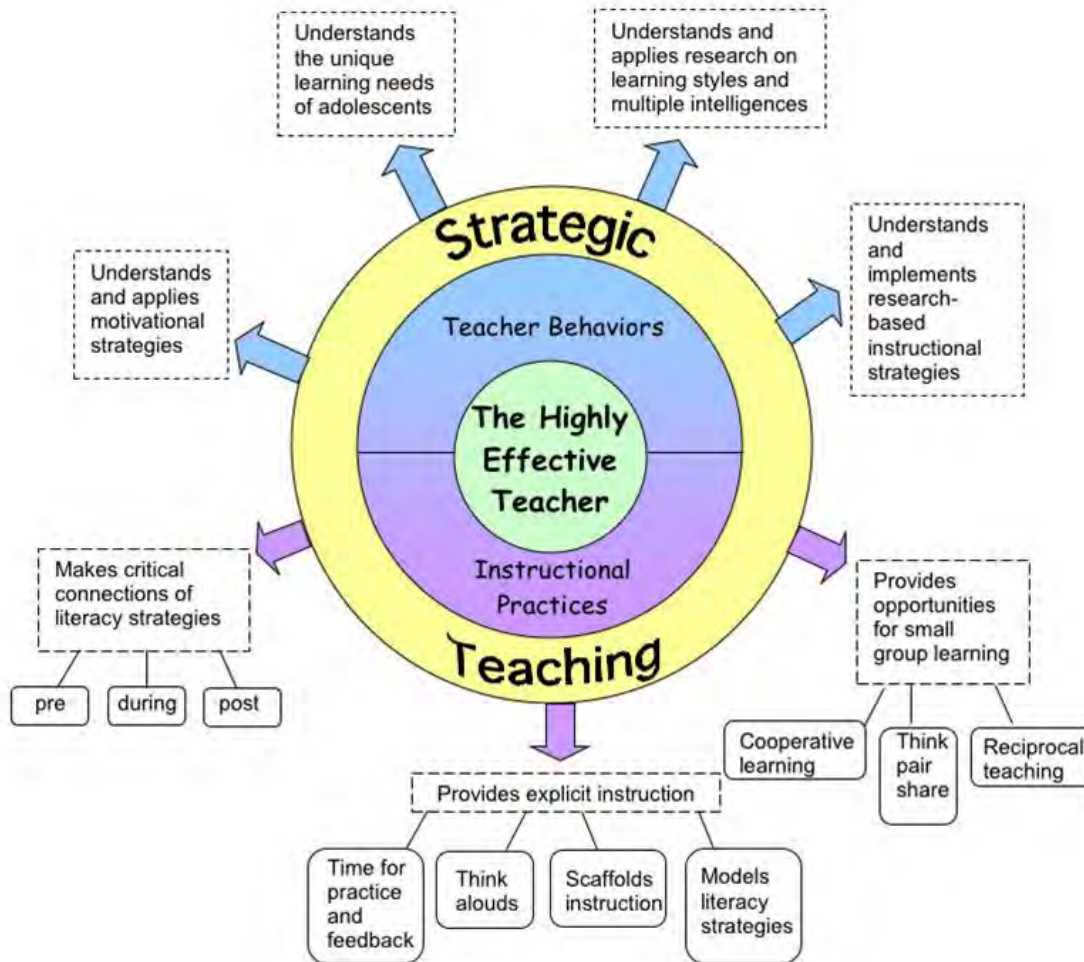 Understands
the unique
learning needs
of adolescents
Understands and
applies research on
learning styles and
multiple intelligences
Understands
and applies
motivational
strategies
Understands
and
implements
research-
based
instructional
strategies
Strategic
Teacher Behaviors
The Highly
Effective
Teacher
Instructional
Practices
Teaching
Makes critical
connections of
literacy strategies
pre
during
post
Provides
opportunities
for small
group learning
Cooperative
learning
Think
pair
share
Reciprocal
teaching
Provides explicit instruction
Time for
practice
and
feedback
Think
alouds
Scaffolds
instruction
Models
literacy
strategies